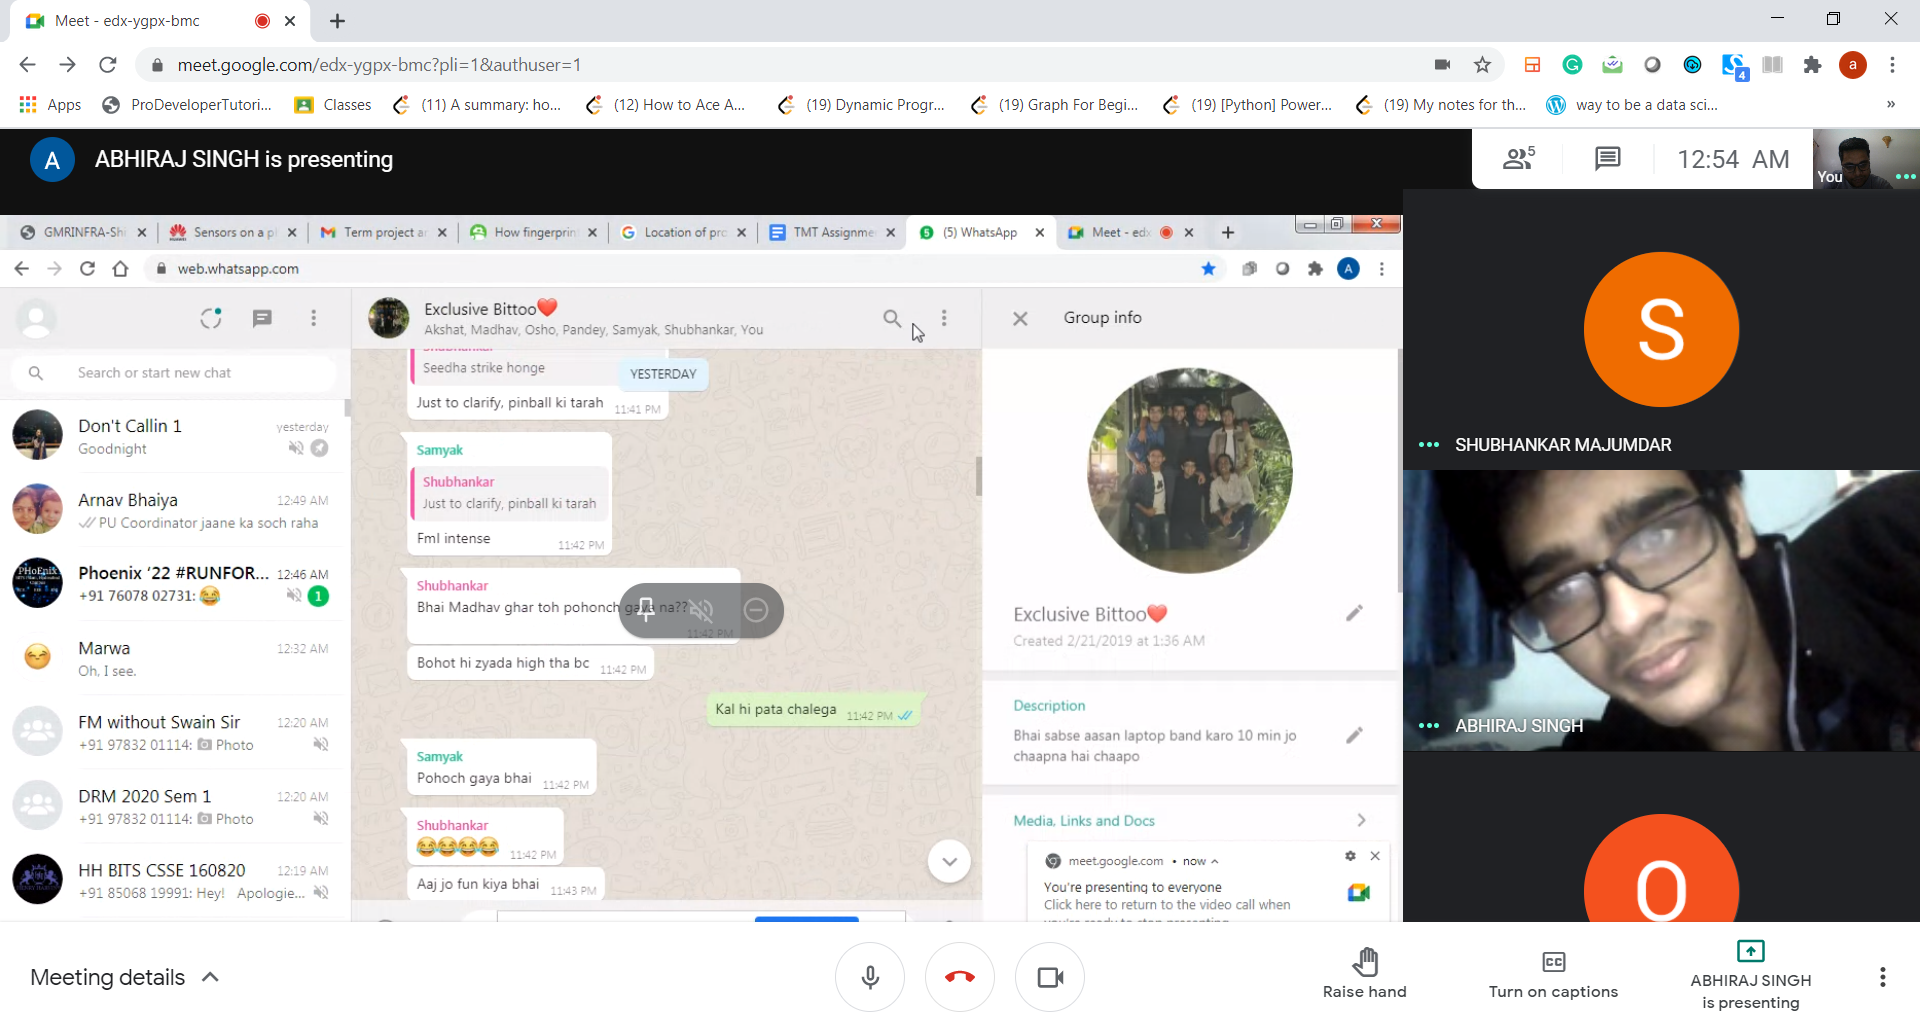 Meet - edx-ygpx-bmc
meet.google.com/edx-ygpx-bmc?pli=1&authuser=1
4
a
Apps
ProDeveloperTutori...
Classes
(11) A summary: ho...
(12) How to Ace A...
(19) Dynamic Progr...
(19) Graph For Begi...
(19) [Python] Power...
(19) My notes for th...
way to be a data sci...
»
A
ABHIRAJ SINGH is presenting
5
12:54 AM
You
GMRINFRA-Sh
Sensors on a p
Term project a
How fingerprin
Location of pro
TMT Assignme
(5) WhatsApp
Meet - edx
web.whatsapp.com
A
Exclusive Bittoo❤️
Akshat, Madhav, Osho, Pandey, Samyak, Shubhankar, You
Group info
Search or start new chat
Don't Callin 1
yesterday
Goodnight
Arnav Bhaiya
12:49 AM
PU Coordinator jaane ka soch raha
PHoEnix
Phoenix '22 #RUNFOR...
12:46 AM
+91 76078 02731: 😂
1
Marwa
12:32 AM
Oh, I see.
FM without Swain Sir
12:20 AM
+91 97832 01114: Photo
DRM 2020 Sem 1
12:20 AM
+91 97832 01114: Photo
HH BITS CSSE 160820
12:19 AM
+91 85068 19991: Hey! Apologie...
Shubhankar
Seedha strike honge
YESTERDAY
Just to clarify, pinball ki tarah
11:41 PM
Samyak
Shubhankar
Just to clarify, pinball ki tarah
Fml intense
11:42 PM
Shubhankar
Bhai Madhav ghar toh pohonch gaya na??
11:42 PM
Bohot hi zyada high tha bc
11:42 PM
Kal hi pata chalega
11:42 PM
Samyak
Pohoch gaya bhai
11:42 PM
Shubhankar
😂😂😂😂
11:42 PM
Aaj jo fun kiya bhai
11:43 PM
Exclusive Bittoo❤️
Created 2/21/2019 at 1:36 AM
Description
Bhai sabse aasan laptop band karo 10 min jo
chaapna hai chaapo
Media, Links and Docs
meet.google.com • now
You're presenting to everyone
Click here to return to the video call when
S
SHUBHANKAR MAJUMDAR
ABHIRAJ SINGH
O
Meeting details
Raise hand
CC
Turn on captions
ABHIRAJ SINGH
is presenting